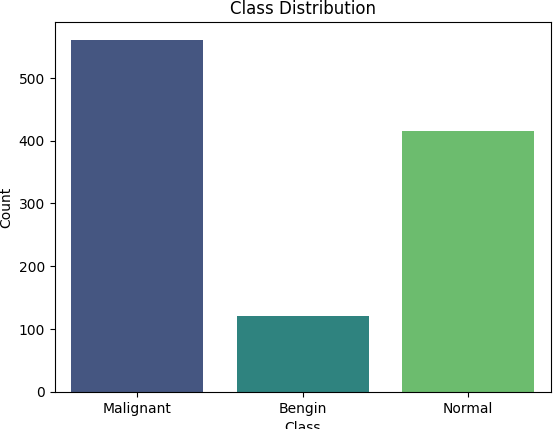 Class Distribution
Count
500
400
300
200
100
0
Malignant
Bengin
Normal
Class